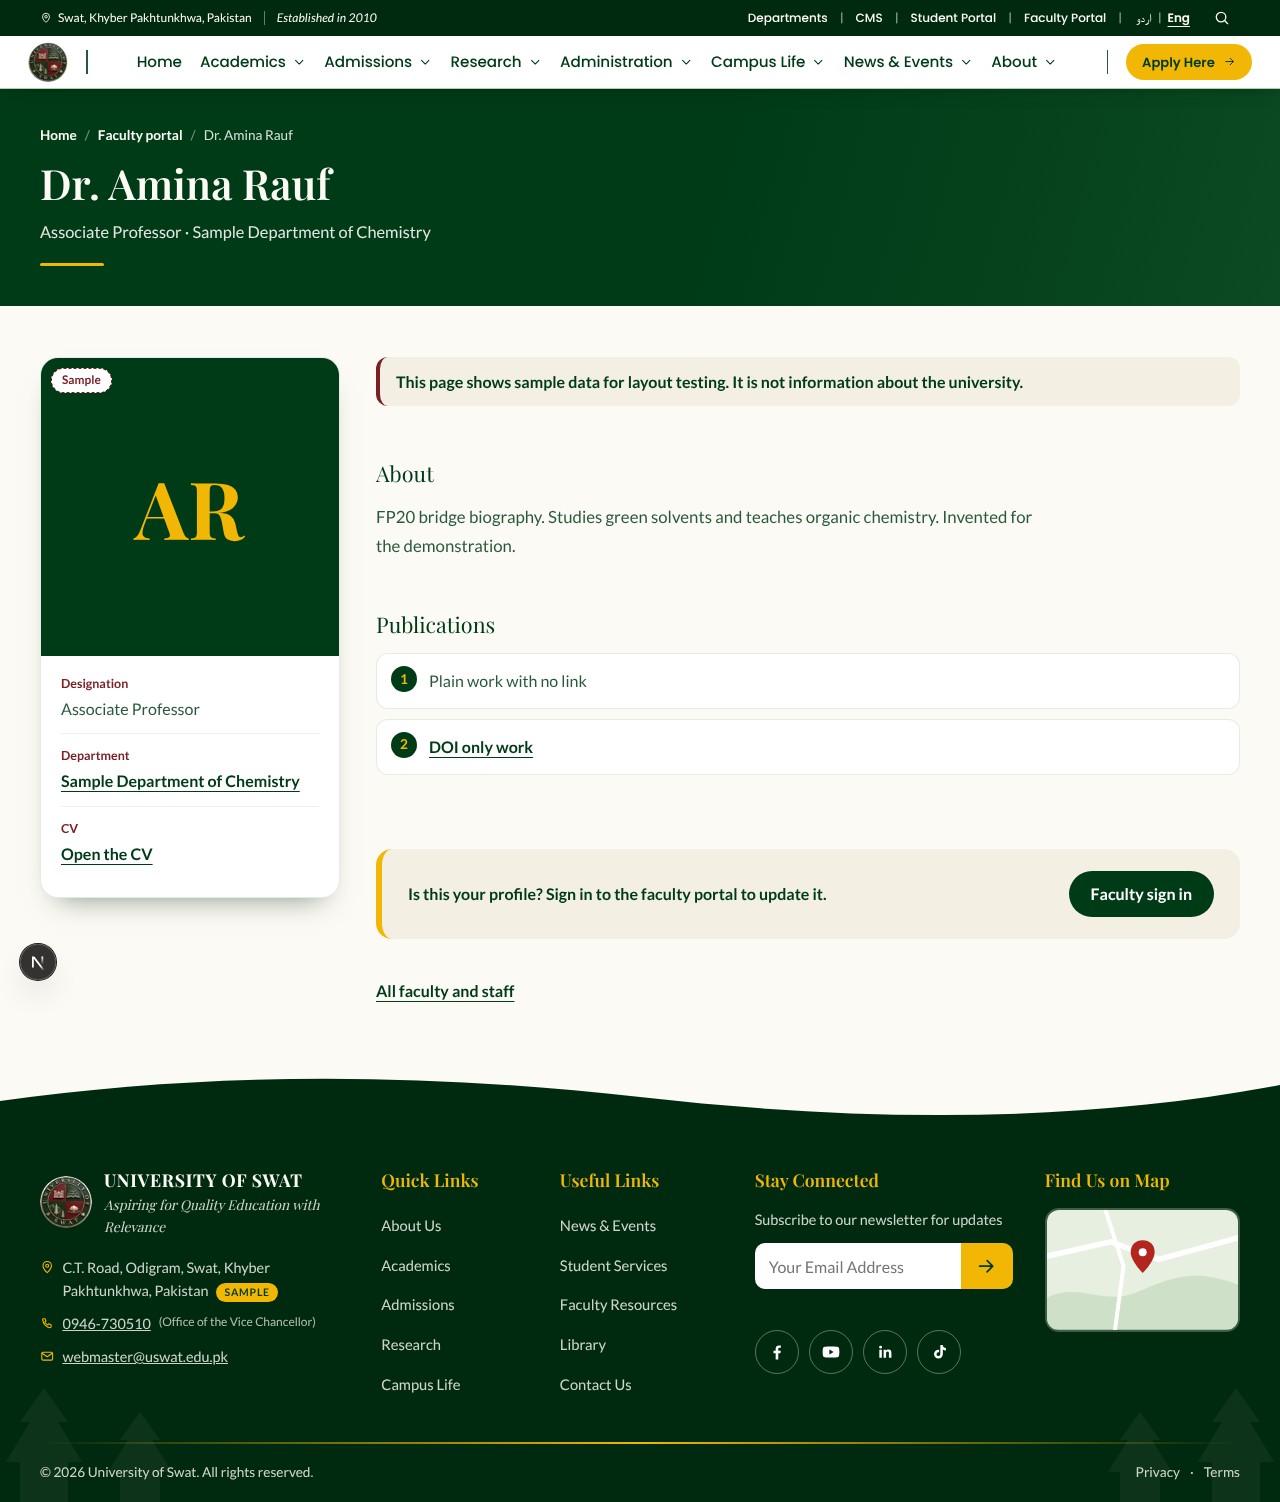 Swat, Khyber Pakhtunkhwa, Pakistan | Established in 2010
Departments | CMS | Student Portal | Faculty Portal | اردو | Eng
Home Academics Admissions Research Administration Campus Life News & Events About
Apply Here
Home / Faculty portal / Dr. Amina Rauf
Dr. Amina Rauf
Associate Professor · Sample Department of Chemistry
Sample
AR
Designation
Associate Professor
Department
Sample Department of Chemistry
CV
Open the CV
This page shows sample data for layout testing. It is not information about the university.
About
FP20 bridge biography. Studies green solvents and teaches organic chemistry. Invented for
the demonstration.
Publications
1 Plain work with no link
2 DOI only work
Is this your profile? Sign in to the faculty portal to update it.
Faculty sign in
N
All faculty and staff
UNIVERSITY OF SWAT
Aspiring for Quality Education with
Relevance
C.T. Road, Odigram, Swat, Khyber
Pakhtunkhwa, Pakistan SAMPLE
0946-730510 (Office of the Vice Chancellor)
webmaster@uswat.edu.pk
Quick Links
About Us
Academics
Admissions
Research
Campus Life
Useful Links
News & Events
Student Services
Faculty Resources
Library
Contact Us
Stay Connected
Subscribe to our newsletter for updates
Your Email Address
Find Us on Map
© 2026 University of Swat. All rights reserved.
Privacy · Terms